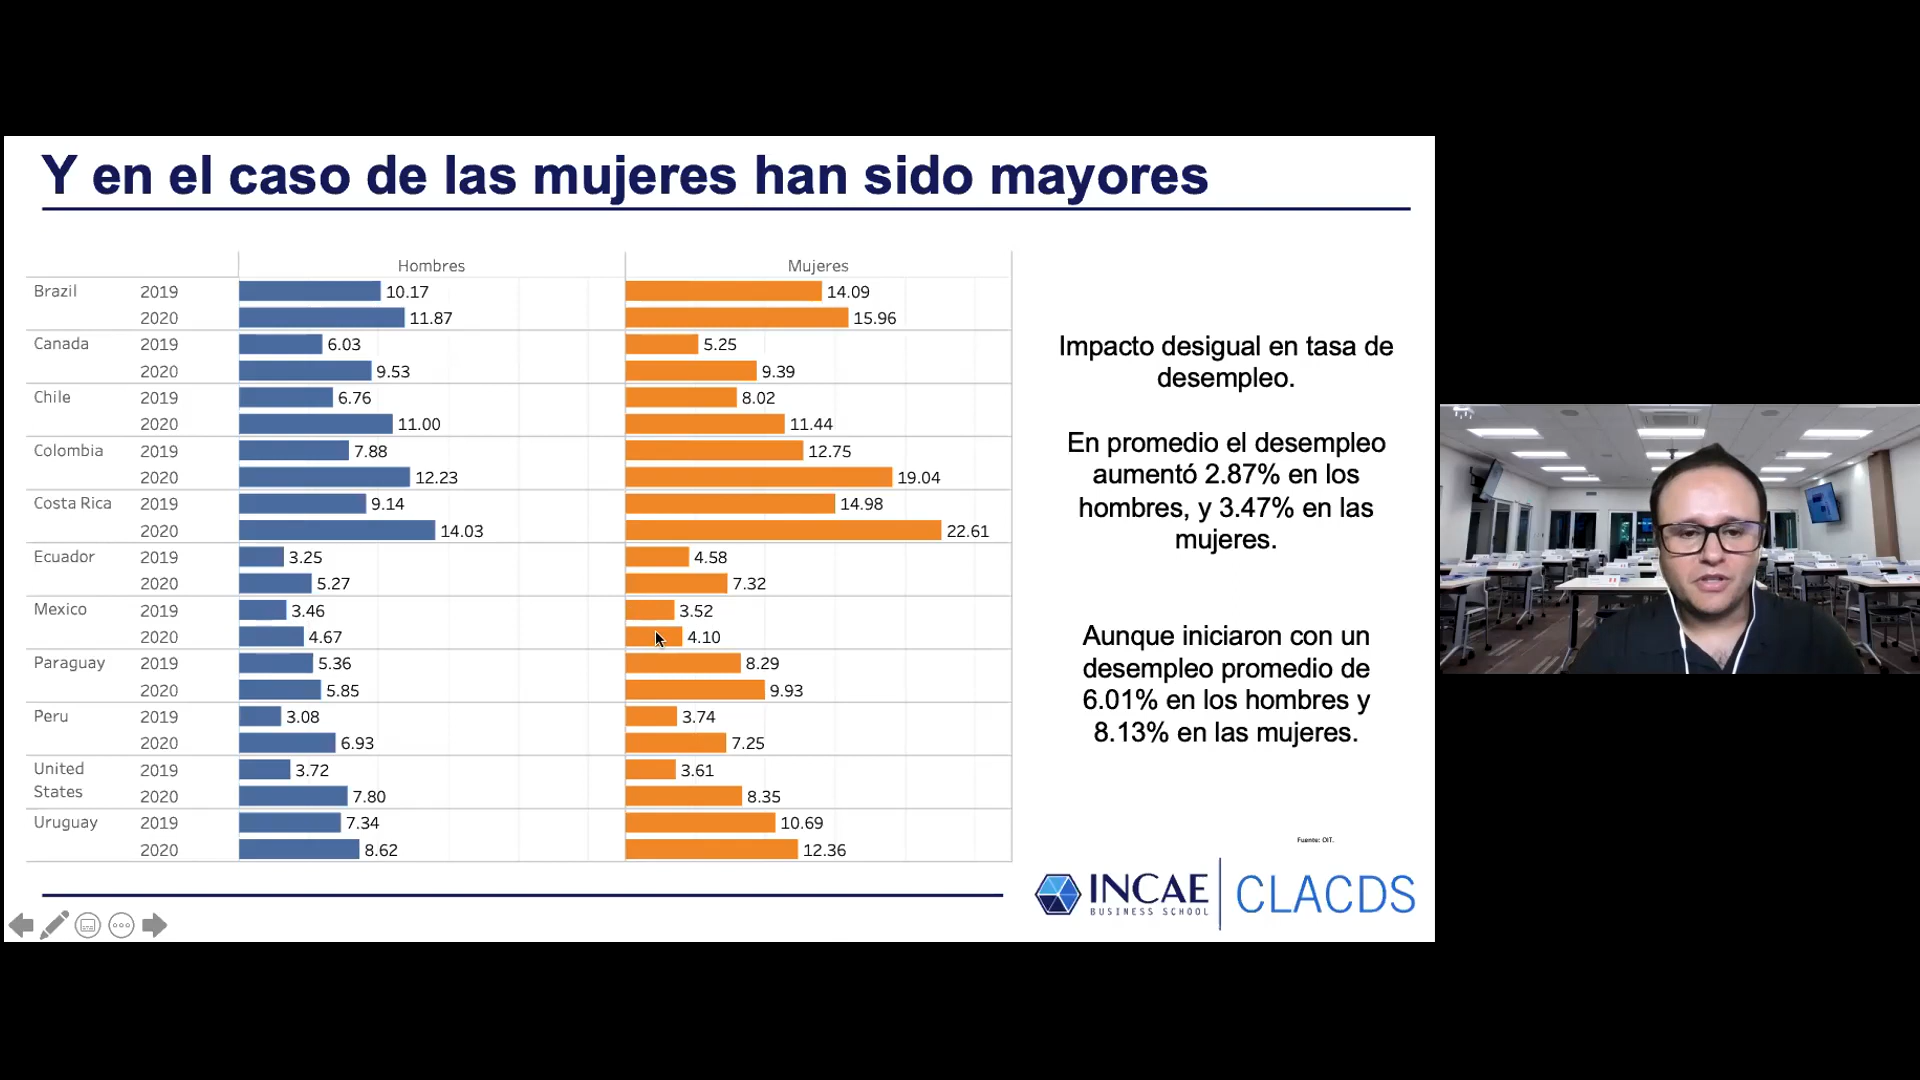 Y en el caso de las mujeres han sido mayores
Hombres Mujeres
Brazil 2019 10.17 14.09
2020 11.87 15.96
Canada 2019 6.03 5.25
2020 9.53 9.39
Chile 2019 6.76 8.02
2020 11.00 11.44
Colombia 2019 7.88 12.75
2020 12.23 19.04
Costa Rica 2019 9.14 14.98
2020 14.03 22.61
Ecuador 2019 3.25 4.58
2020 5.27 7.32
Mexico 2019 3.46 3.52
2020 4.67 4.10
Paraguay 2019 5.36 8.29
2020 5.85 9.93
Peru 2019 3.08 3.74
2020 6.93 7.25
United 2019 3.72 3.61
States 2020 7.80 8.35
Uruguay 2019 7.34 10.69
2020 8.62 12.36
Impacto desigual en tasa de
desempleo.
En promedio el desempleo
aumentó 2.87% en los
hombres, y 3.47% en las
mujeres.
Aunque iniciaron con un
desempleo promedio de
6.01% en los hombres y
8.13% en las mujeres.
Fuente: OIT.
INCAE
BUSINESS SCHOOL
CLACDS